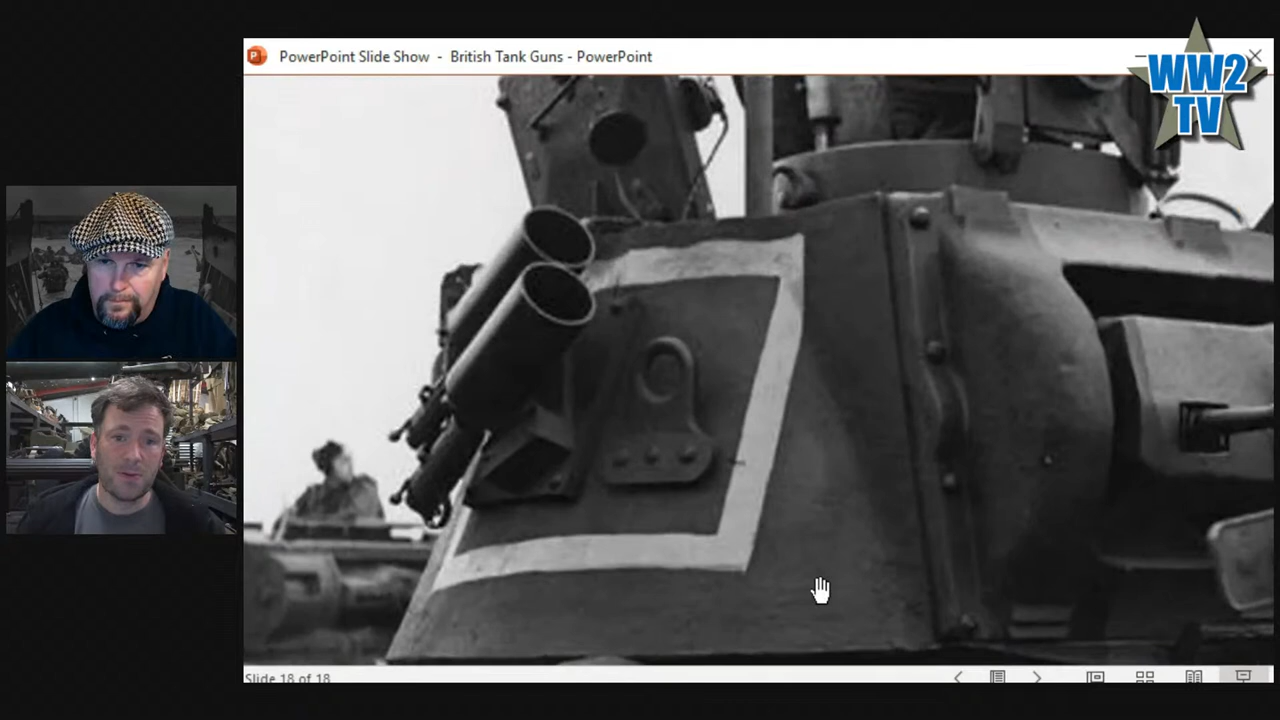 PowerPoint Slide Show - British Tank Guns - PowerPoint
WW2
TV
Slide 18 of 18